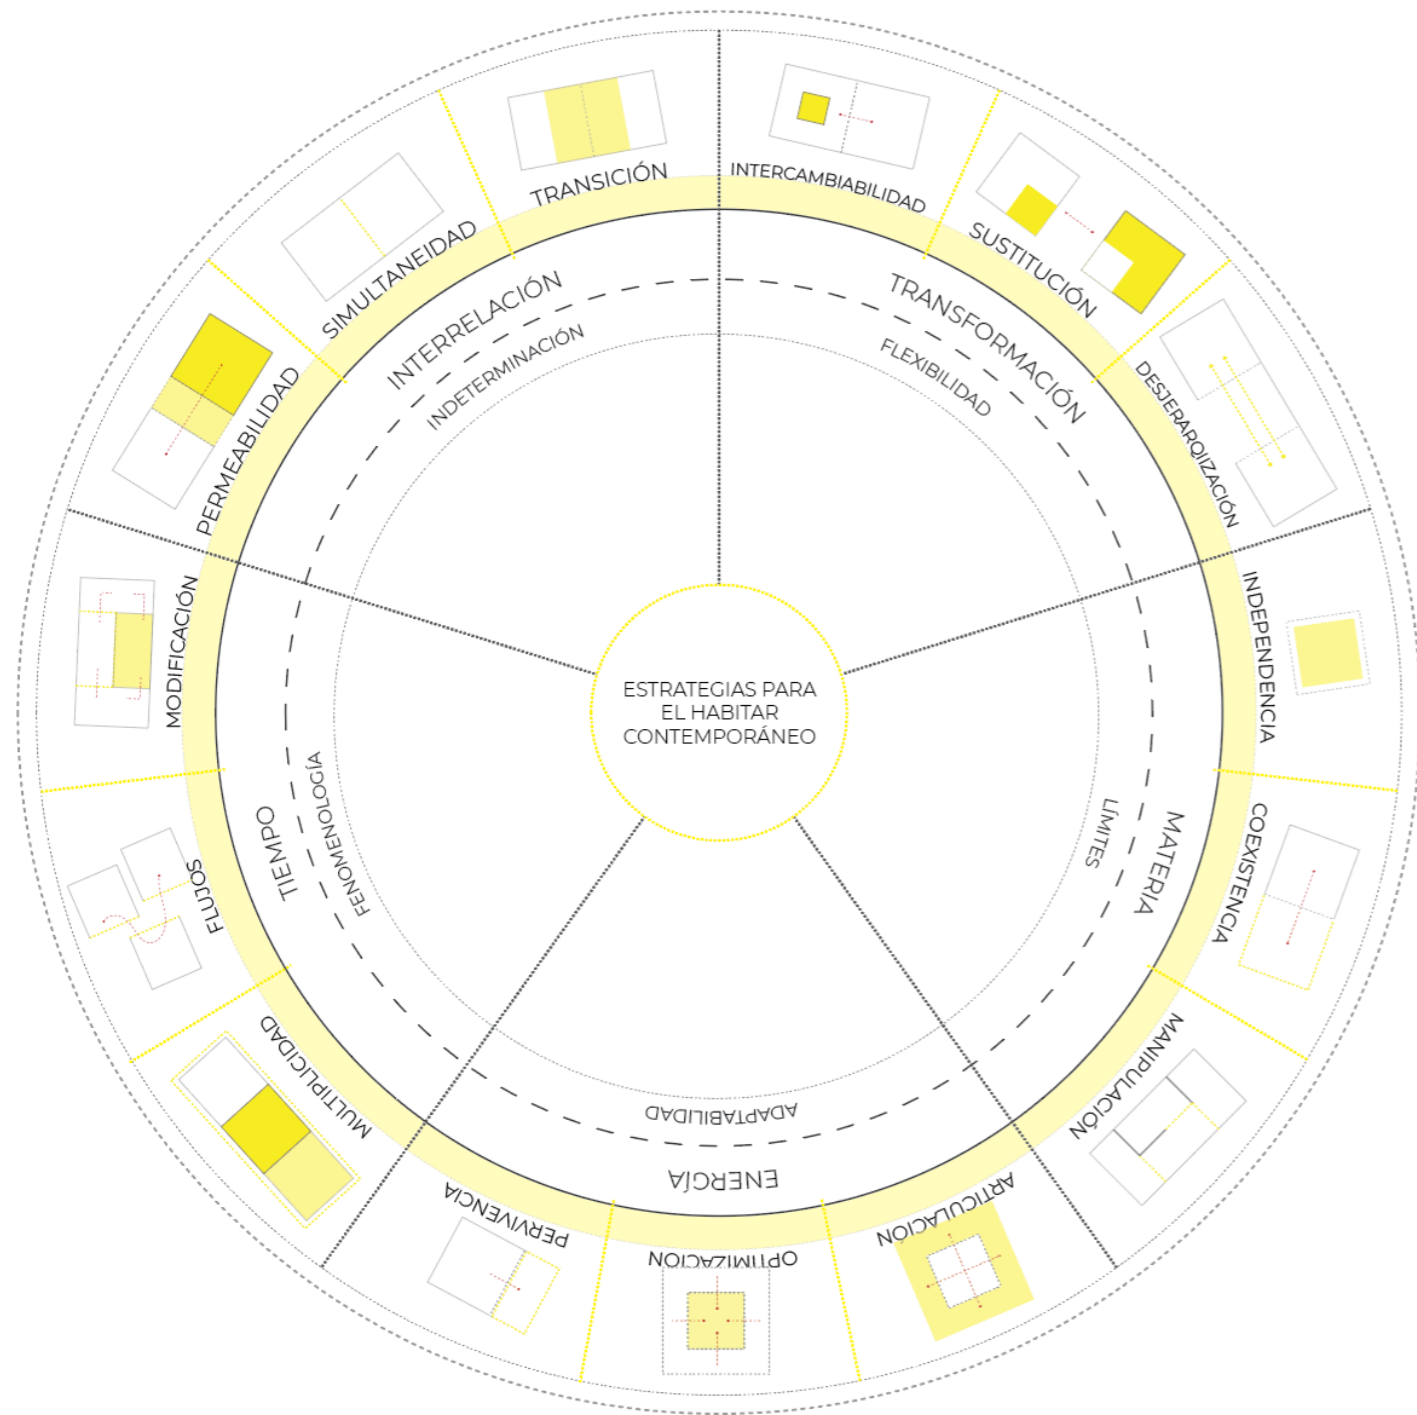 ESTRATEGIAS PARA
EL HABITAR
CONTEMPORÁNEO
INTERCAMBIABILIDAD
SUSTITUCIÓN
DESJERARQIZACIÓN
TRANSFORMACIÓN
FLEXIBILIDAD
INDEPENDENCIA
COEXISTENCIA
MANIPULACIÓN
MATERIA
LÍMITES
ARTICULACIÓN
OPTIMIZACIÓN
PERVIVENCIA
ENERGÍA
ADAPTABILIDAD
MULTIPLICIDAD
FLUJOS
MODIFICACIÓN
TIEMPO
FENOMENOLOGÍA
PERMEABILIDAD
SIMULTANEIDAD
TRANSICIÓN
INTERRELACIÓN
INDETERMINACIÓN